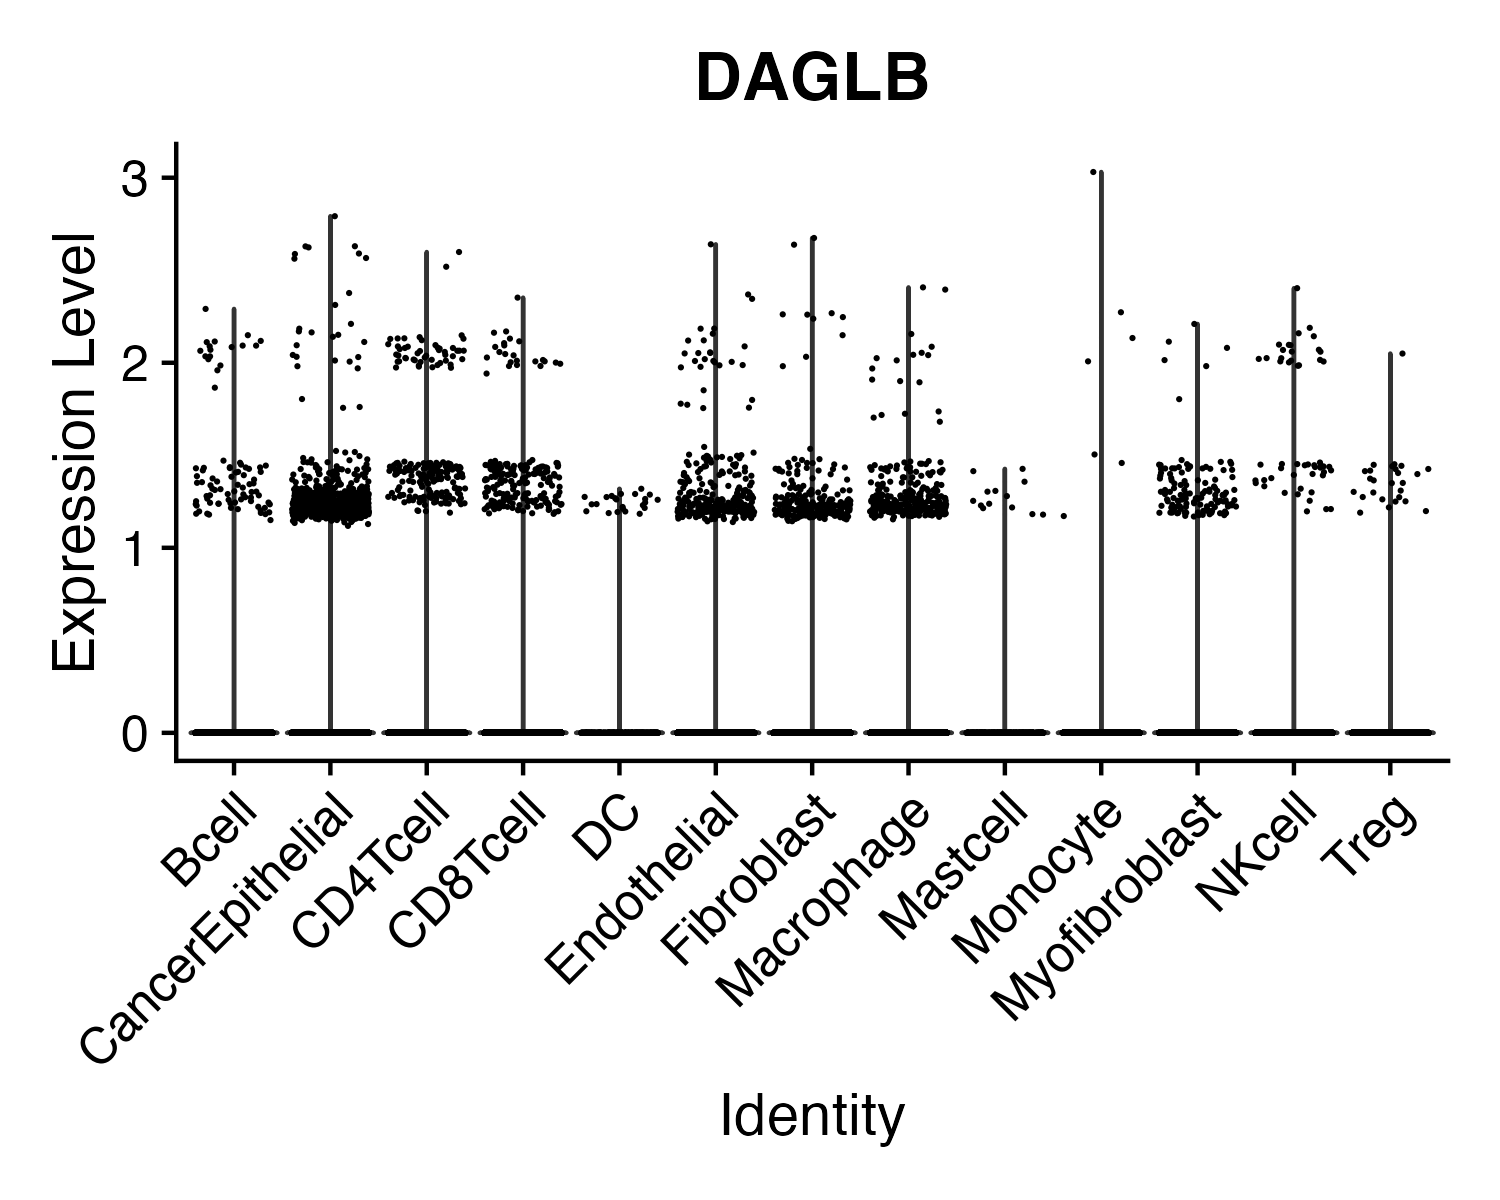 DAGLB
Expression Level
3
2
1
0
Bcell
CancerEpithelial
CD4Tcell
CD8Tcell
DC
Endothelial
Fibroblast
Macrophage
Mastcell
Monocyte
Myofibroblast
NKcell
Treg
Identity